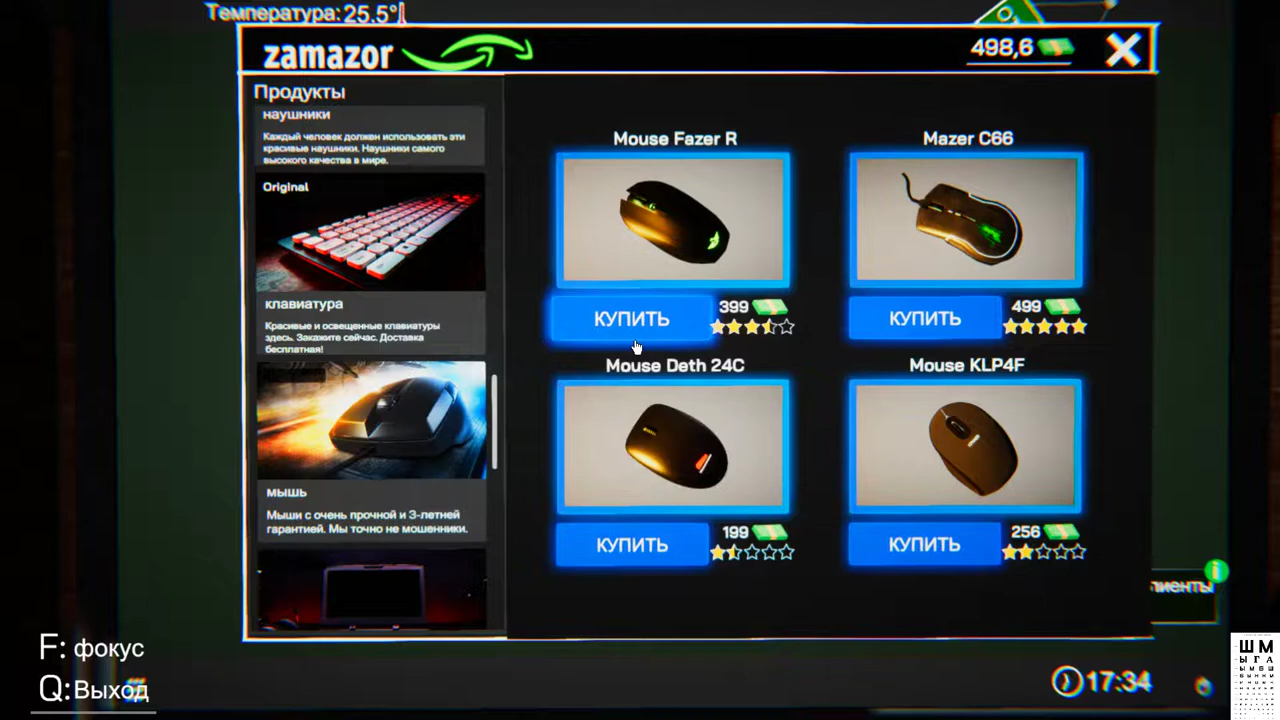 Температура: 25.5°
zamazor
498,6
Продукты
наушники
Каждый человек должен использовать эти
красивые наушники. Наушники самого
высокого качества в мире.
Original
клавиатура
Красивые и освещенные клавиатуры
здесь. Закажите сейчас. Доставка
бесплатная!
мышь
Мыши с очень прочной и 3-летней
гарантией. Мы точно не мошенники.
Mouse Fazer R
КУПИТЬ
399
Mazer C66
КУПИТЬ
499
Mouse Deth 24C
КУПИТЬ
199
Mouse KLP4F
КУПИТЬ
256
F: фокус
Q: Выход
17:34
Ш М
Ы Г А